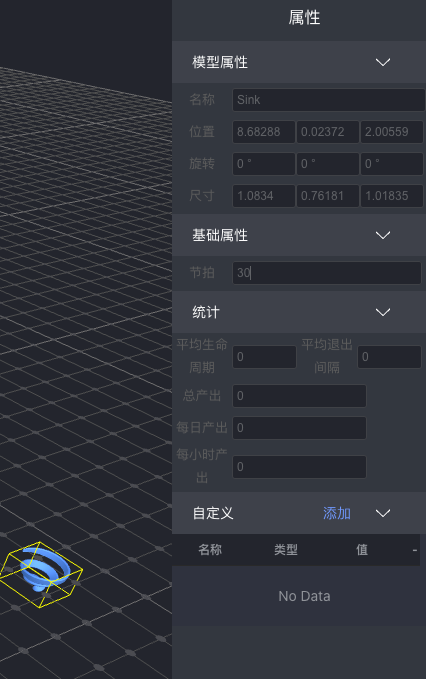 属性
模型属性
名称 Sink
位置 8.68288 0.02372 2.00559
旋转 0 ° 0 ° 0 °
尺寸 1.0834 0.76181 1.01835
基础属性
节拍 30
统计
平均生命周期 0 平均退出间隔 0
总产出 0
每日产出 0
每小时产出 0
自定义 添加
名称 类型 值 -
No Data